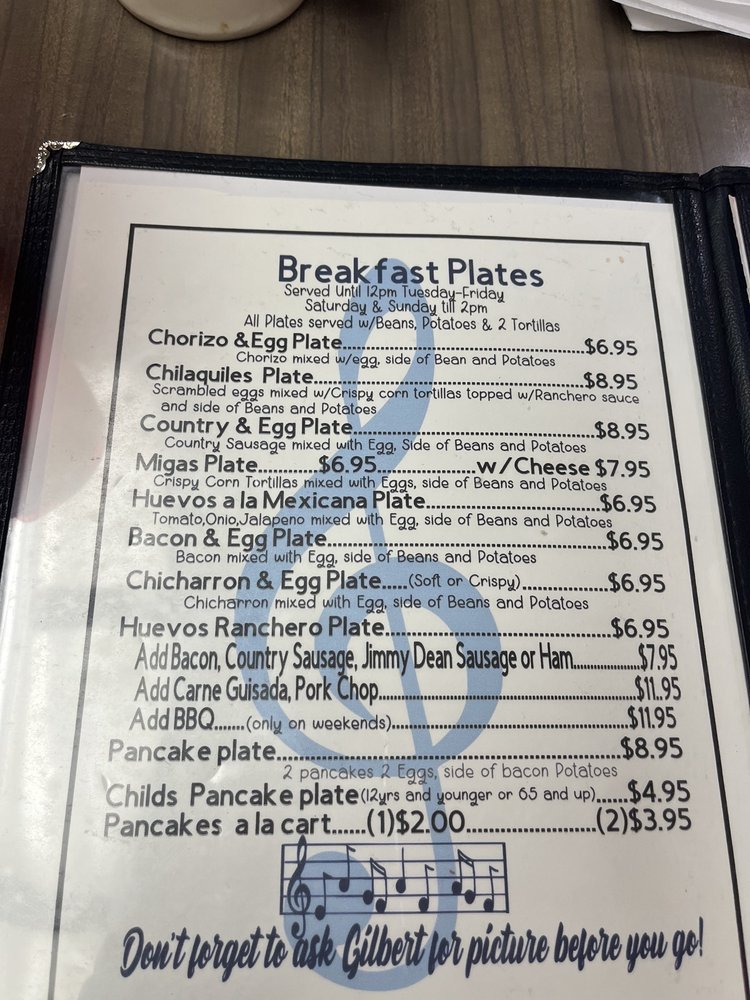 Breakfast Plates
Served Until 12pm Tuesday-Friday
Saturday & Sunday till 2pm
All Plates served w/Beans, Potatoes & 2 Tortillas
Chorizo &Egg Plate.....................................................$6.95
Chorizo mixed w/egg, side of Bean and Potatoes
Chilaquiles Plate...........................................................$8.95
Scrambled eggs mixed w/Crispy corn tortillas topped w/Ranchero sauce
and side of Beans and Potatoes
Country & Egg Plate.....................................................$8.95
Country Sausage mixed with Egg, Side of Beans and Potatoes
Migas Plate.............$6.95......................w/Cheese $7.95
Crispy Corn Tortillas mixed with Eggs, side of Beans and Potatoes
Huevos a la Mexicana Plate.......................................$6.95
Tomato,Onio,Jalapeno mixed with Egg, side of Beans and Potatoes
Bacon & Egg Plate..........................................................$6.95
Bacon mixed with Egg, side of Beans and Potatoes
Chicharron & Egg Plate.....(Soft or Crispy)..................$6.95
Chicharron mixed with Egg, side of Beans and Potatoes
Huevos Ranchero Plate................................................$6.95
Add Bacon, Country Sausage, Jimmy Dean Sausage or Ham...................$7.95
Add Carne Guisada, Pork Chop.......................................................$11..95
Add BBQ.......(only on weekends)..................................................$11.95
Pancake plate.........................................................................$8.95
2 pancakes 2 Eggs, side of bacon Potatoes
Childs Pancake plate(12yrs and younger or 65 and up)......$4.95
Pancakes a la cart......(1)$2.00...........................(2)$3.95
Don't forget to ask Gilbert for picture before you go!